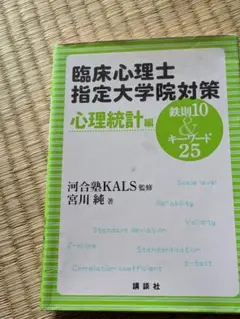 臨床心理士
指定大学院対策
心理統計編
鉄則10
&
キーワード
25
河合塾KALS 監修
宮川 純 著
Scale level
Reliability
Validity
Standard deviation
Z-score
Standardization
Correlation coefficient
t-test
講談社